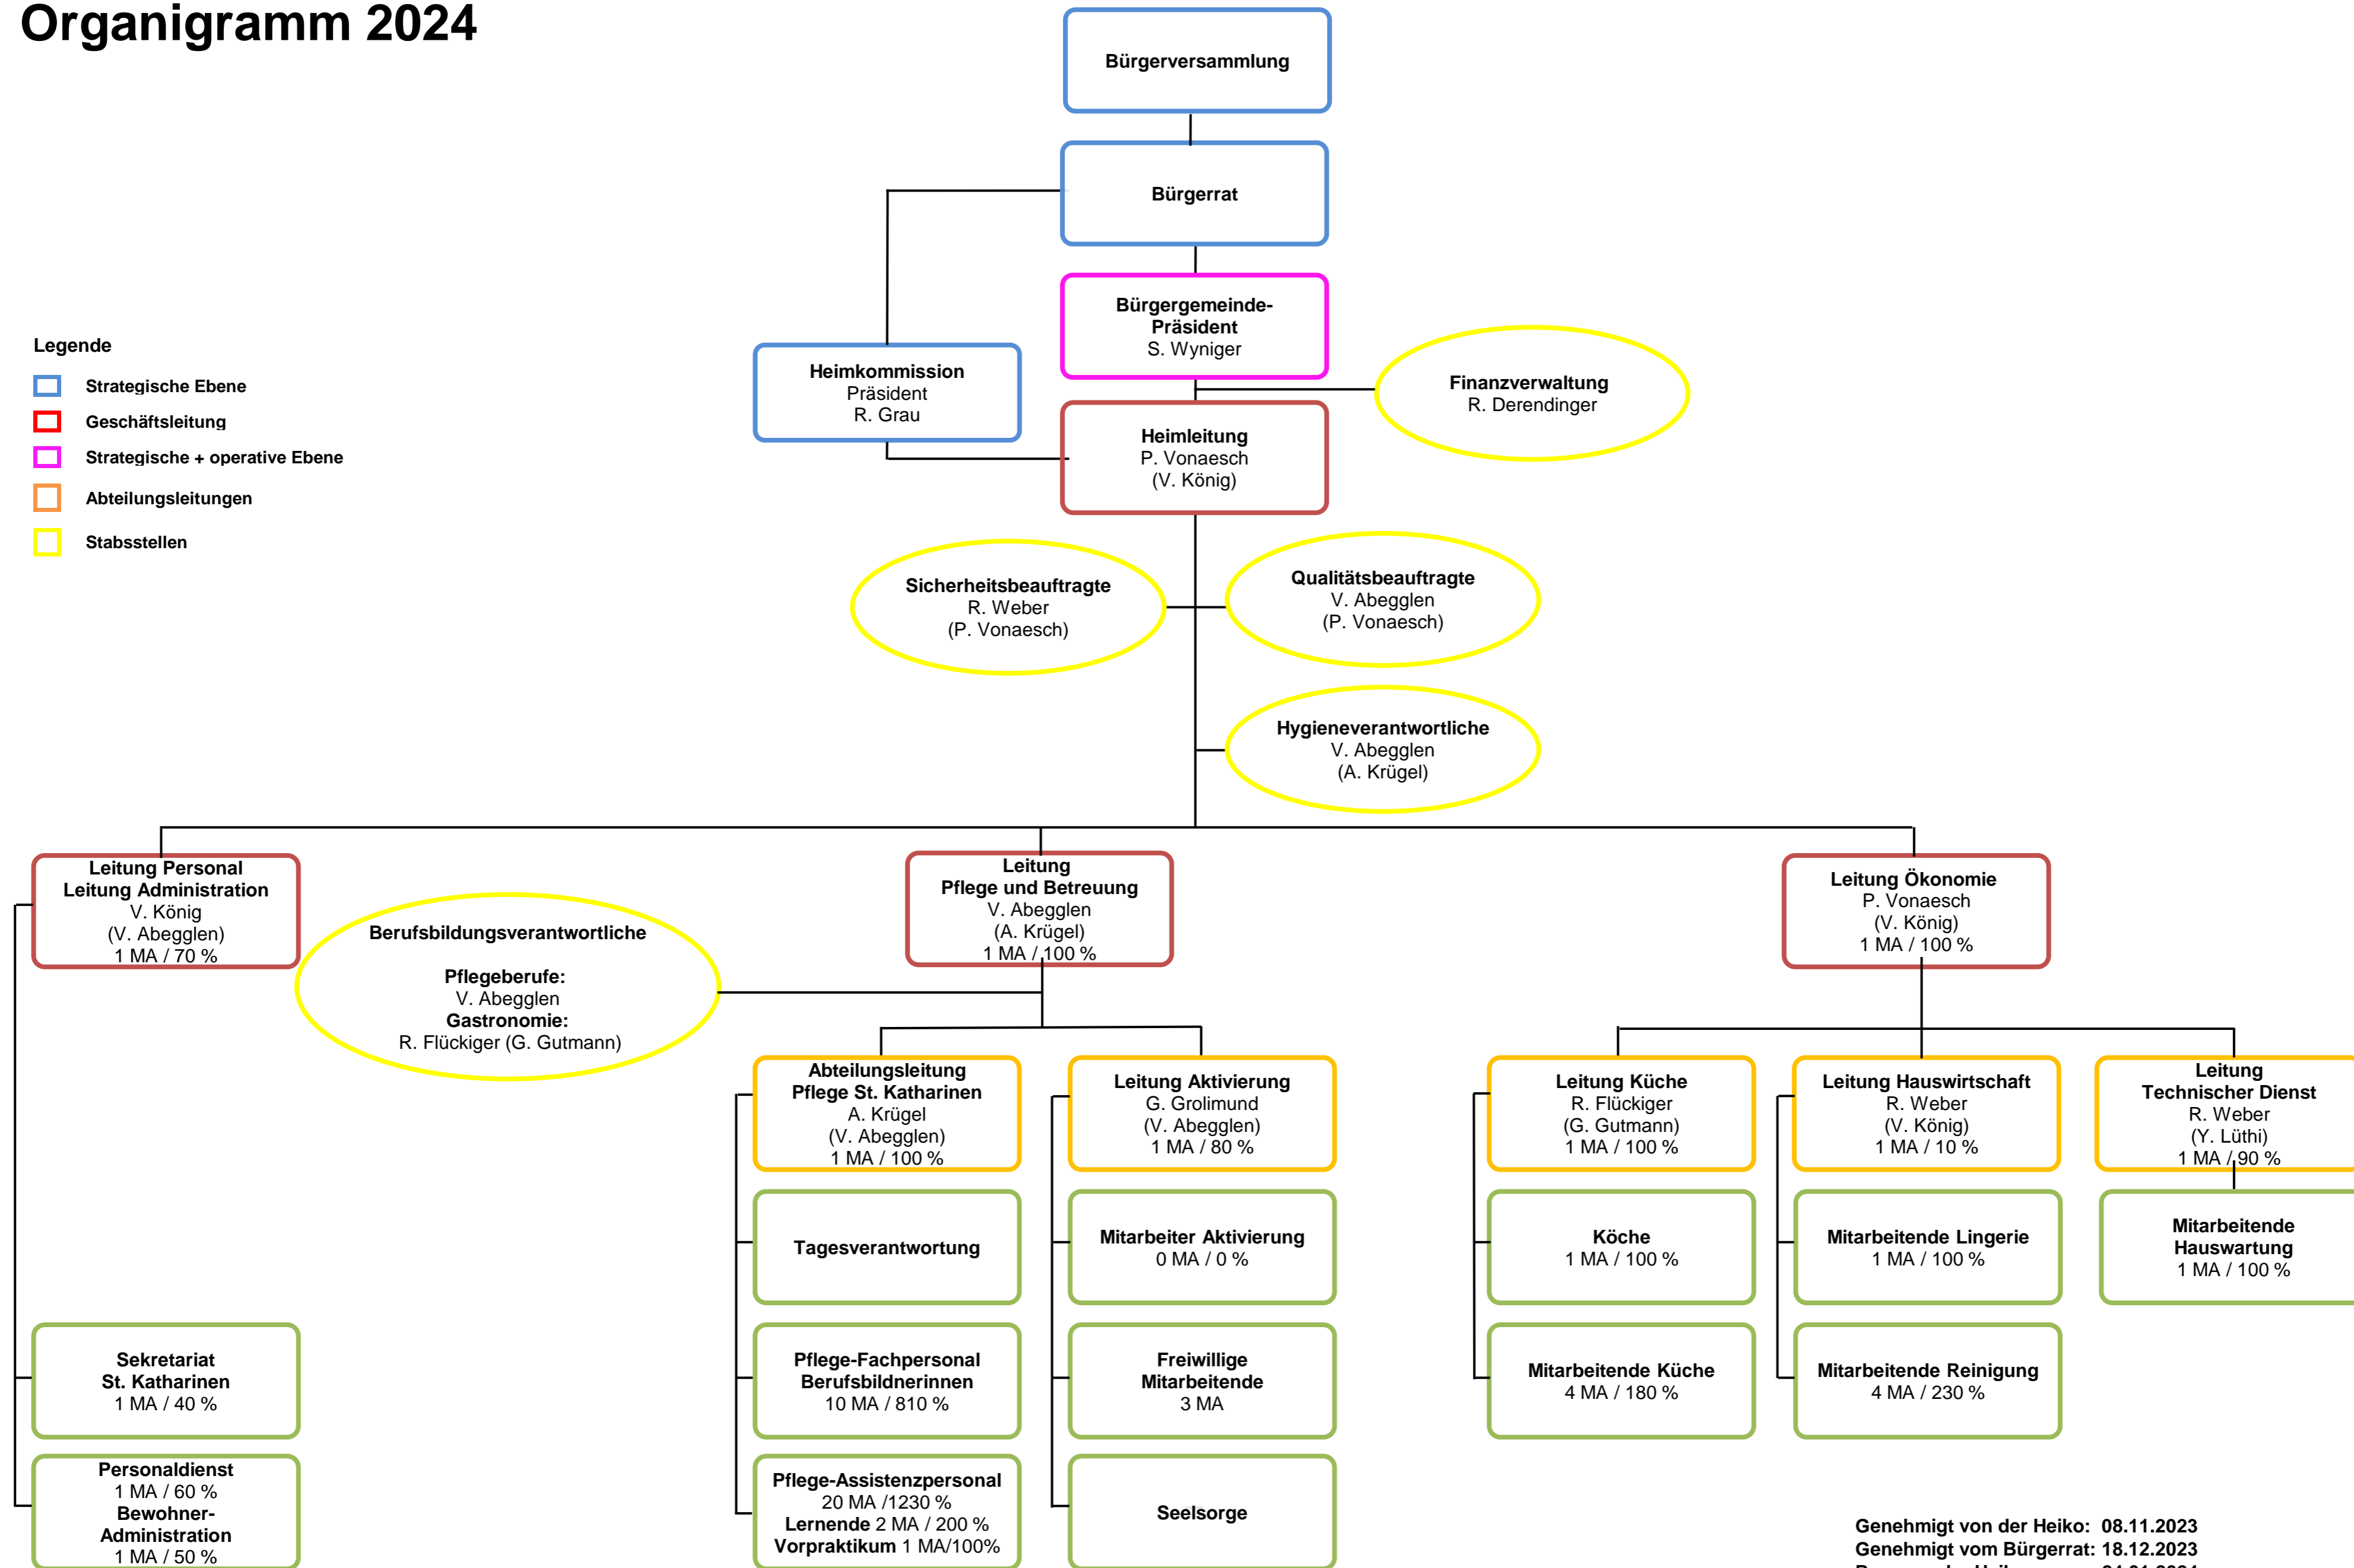 Organigramm 2024
Bürgerversammlung
Bürgerrat
Bürgergemeinde-
Präsident
S. Wyniger
Legende
Strategische Ebene
Geschäftsleitung
Strategische + operative Ebene
Abteilungsleitungen
Stabsstellen
Heimkommission
Präsident
R. Grau
Finanzverwaltung
R. Derendinger
Heimleitung
P. Vonaesch
(V. König)
Sicherheitsbeauftragte
R. Weber
(P. Vonaesch)
Qualitätsbeauftragte
V. Abegglen
(P. Vonaesch)
Hygieneverantwortliche
V. Abegglen
(A. Krügel)
Leitung Personal
Leitung Administration
V. König
(V. Abegglen)
1 MA / 70 %
Berufsbildungsverantwortliche
Pflegeberufe:
V. Abegglen
Gastronomie:
R. Flückiger (G. Gutmann)
Leitung
Pflege und Betreuung
V. Abegglen
(A. Krügel)
1 MA / 100 %
Leitung Ökonomie
P. Vonaesch
(V. König)
1 MA / 100 %
Abteilungsleitung
Pflege St. Katharinen
A. Krügel
(V. Abegglen)
1 MA / 100 %
Leitung Aktivierung
G. Grolimund
(V. Abegglen)
1 MA / 80 %
Leitung Küche
R. Flückiger
(G. Gutmann)
1 MA / 100 %
Leitung Hauswirtschaft
R. Weber
(V. König)
1 MA / 10 %
Leitung
Technischer Dienst
R. Weber
(Y. Lüthi)
1 MA / 90 %
Tagesverantwortung
Mitarbeiter Aktivierung
0 MA / 0 %
Köche
1 MA / 100 %
Mitarbeitende Lingerie
1 MA / 100 %
Mitarbeitende
Hauswartung
1 MA / 100 %
Sekretariat
St. Katharinen
1 MA / 40 %
Pflege-Fachpersonal
Berufsbildnerinnen
10 MA / 810 %
Freiwillige
Mitarbeitende
3 MA
Mitarbeitende Küche
4 MA / 180 %
Mitarbeitende Reinigung
4 MA / 230 %
Personaldienst
1 MA / 60 %
Bewohner-
Administration
1 MA / 50 %
Pflege-Assistenzpersonal
20 MA /1230 %
Lernende 2 MA / 200 %
Vorpraktikum 1 MA/100%
Seelsorge
Genehmigt von der Heiko: 08.11.2023
Genehmigt vom Bürgerrat: 18.12.2023